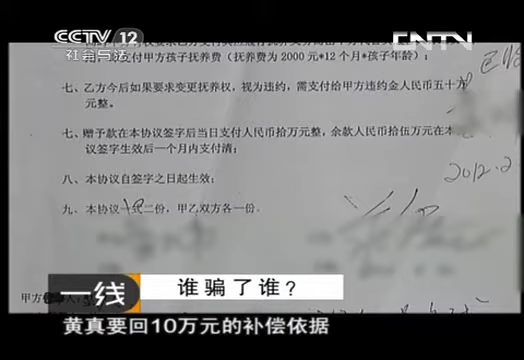 CCTV 12
社会与法
CNTN
支付甲方孩子抚养费（抚养费为 2000 元*12 个月*孩子年龄）；
七、乙方今后如果要求变更抚养权，视为违约，需支付给甲方违约金人民币五十万
元整。
七、赠予款在本协议签字后当日支付人民币拾万元整，余款人民币拾伍万元在本
议签字生效后一个月内支付清；
八、本协议自签字之日起生效；
2012.2
九、本协议一式二份，甲乙双方各一份。
一线
谁骗了谁？
甲方
黄真要回10万元的补偿依据